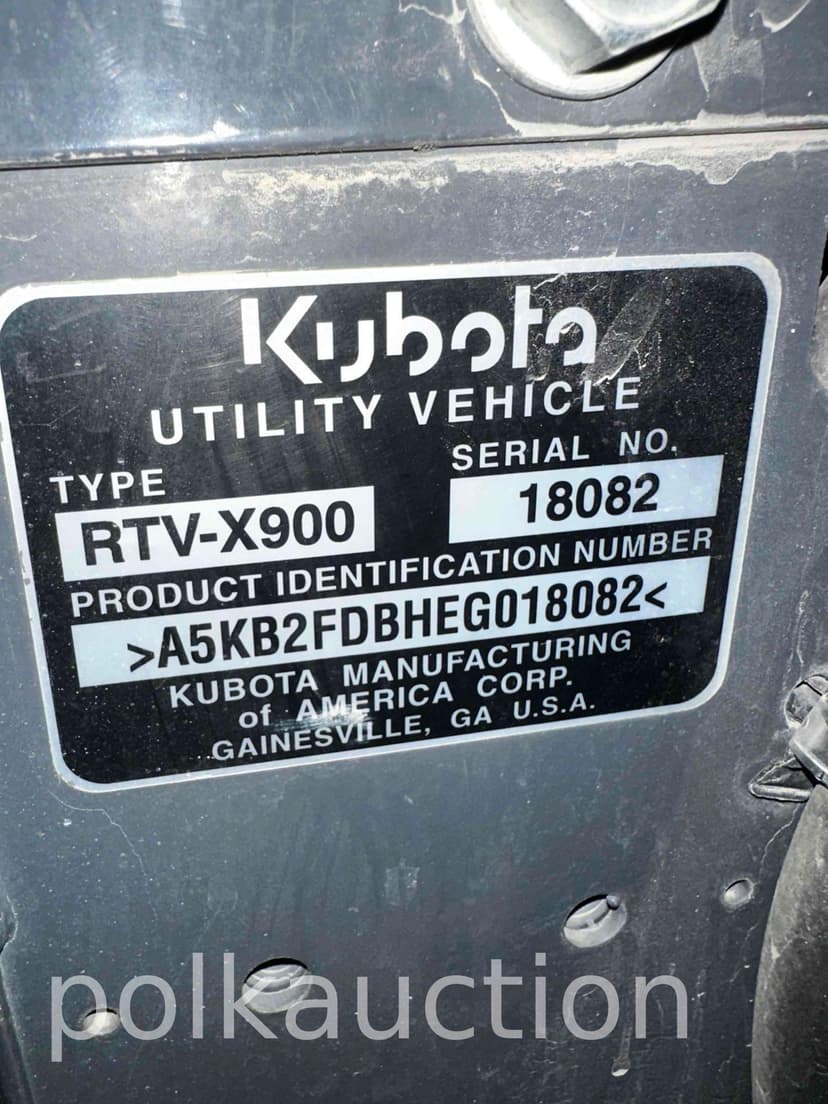 Kubota
UTILITY VEHICLE
TYPE SERIAL NO.
RTV-X900 18082
PRODUCT IDENTIFICATION NUMBER
>A5KB2FDBHEG018082<
KUBOTA MANUFACTURING
of AMERICA CORP.
GAINESVILLE, GA U.S.A.
polkauction